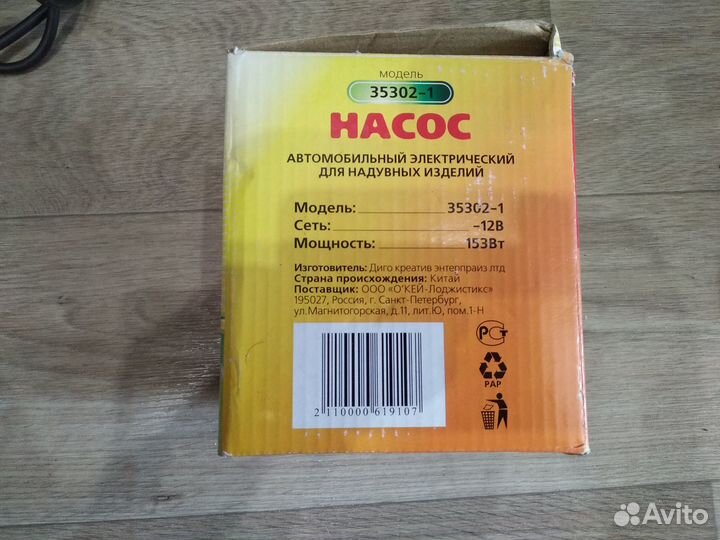 модель
35302-1
НАСОС
АВТОМОБИЛЬНЫЙ ЭЛЕКТРИЧЕСКИЙ
ДЛЯ НАДУВНЫХ ИЗДЕЛИЙ
Модель: 35302-1
Сеть: -12В
Мощность: 153Вт
Изготовитель: Диго креатив энтерпраиз лтд
Страна происхождения: Китай
Поставщик: ООО «О'КЕЙ-Лоджистикс»
195027, Россия, г. Санкт-Петербург,
ул.Магнитогорская, д.11, лит.Ю, пом.1-Н
РСТ
PAP
2 110000 619107
Avito